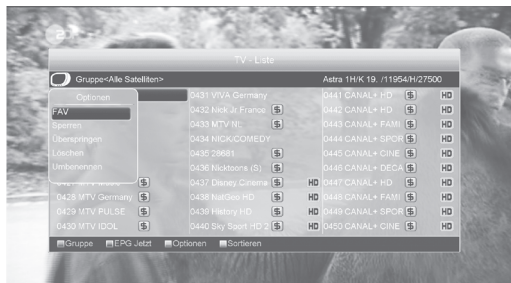 TV - Liste
Gruppe<Alle Satelliten>
Astra 1H/K 19. /11954/H/27500
Optionen
FAV
Sperren
Überspringen
Löschen
Umbenennen
0428 MTV Germany $
0429 MTV PULSE $
0430 MTV IDOL $
0431 VIVA Germany
0432 Nick Jr France $
0433 MTV NL $
0434 NICK/COMEDY
0435 28681 $
0436 Nicktoons (S) $
0437 Disney Cinema $ HD
0438 NatGeo HD $ HD
0439 History HD $ HD
0440 Sky Sport HD 2 $ HD
0441 CANAL+ HD $ HD
0442 CANAL+ HD $ HD
0443 CANAL+ FAMI $ HD
0444 CANAL+ SPOR $ HD
0445 CANAL+ CINE $ HD
0446 CANAL+ DECA $ HD
0447 CANAL+ HD $ HD
0448 CANAL+ FAMI $ HD
0449 CANAL+ SPOR $ HD
0450 CANAL+ CINE $ HD
Gruppe EPG Jetzt Optionen Sortieren